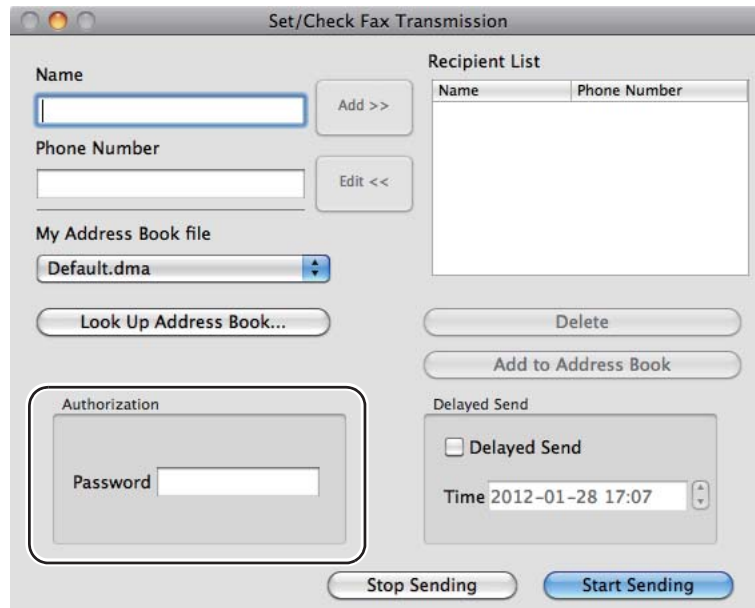 Set/Check Fax Transmission
Name
Add >>
Phone Number
Edit <<
My Address Book file
Default.dma
Look Up Address Book...
Recipient List
Name Phone Number
Delete
Add to Address Book
Authorization
Password
Delayed Send
Delayed Send
Time 2012-01-28 17:07
Stop Sending Start Sending